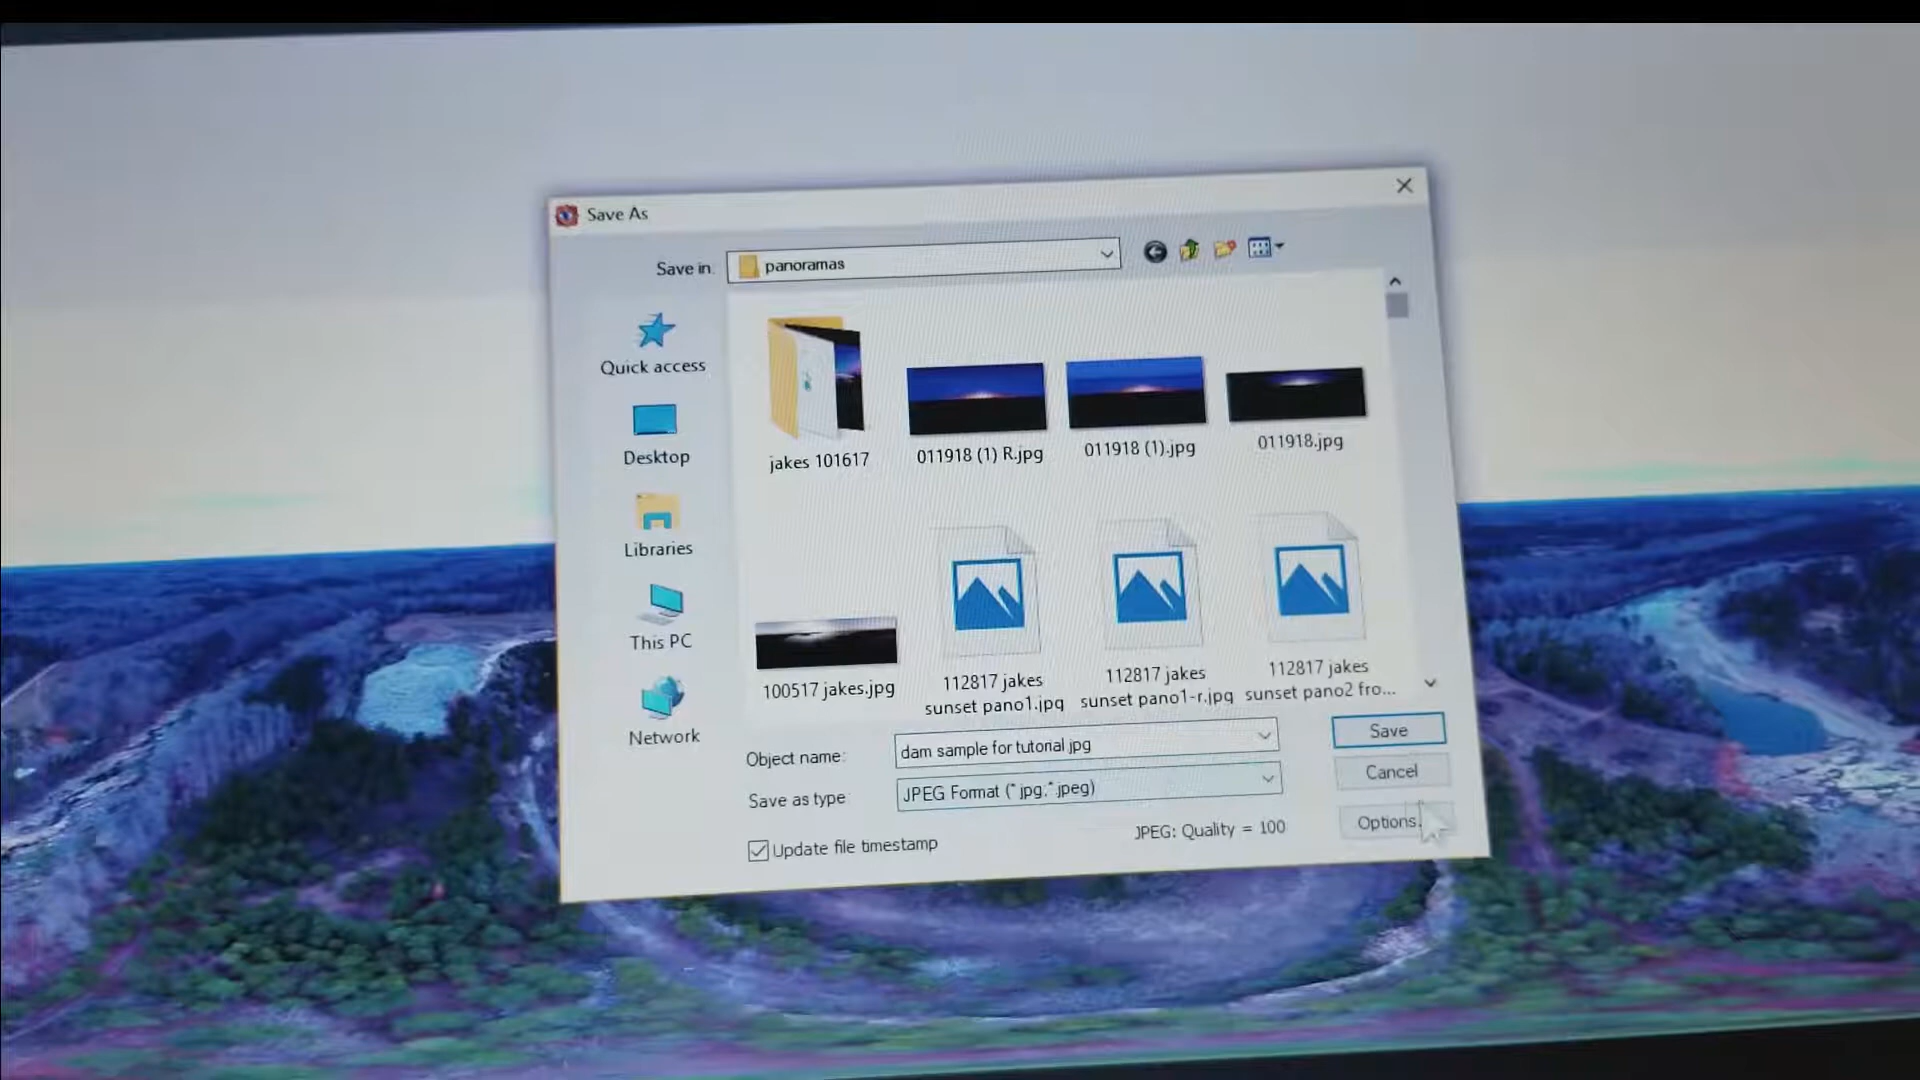 Save As
Save in:
panoramas
Quick access
Desktop
Libraries
This PC
Network
jakes 101617
011918 (1) R.jpg
011918 (1).jpg
011918.jpg
100517 jakes.jpg
112817 jakes
sunset pano1.jpg
112817 jakes
sunset pano1-r.jpg
112817 jakes
sunset pano2 fro...
Object name:
dam sample for tutorial.jpg
Save
Save as type:
JPEG Format (*.jpg;*.jpeg)
Cancel
Update file timestamp
JPEG: Quality = 100
Options...